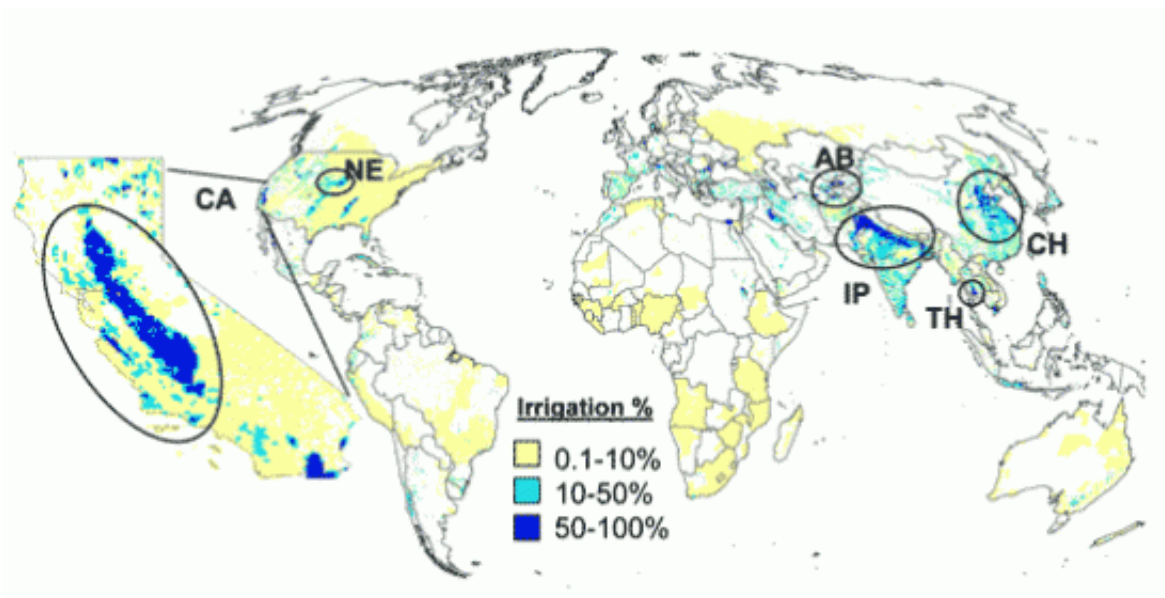 NE
CA
AB
CH
IP
TH
Irrigation %
0.1-10%
10-50%
50-100%